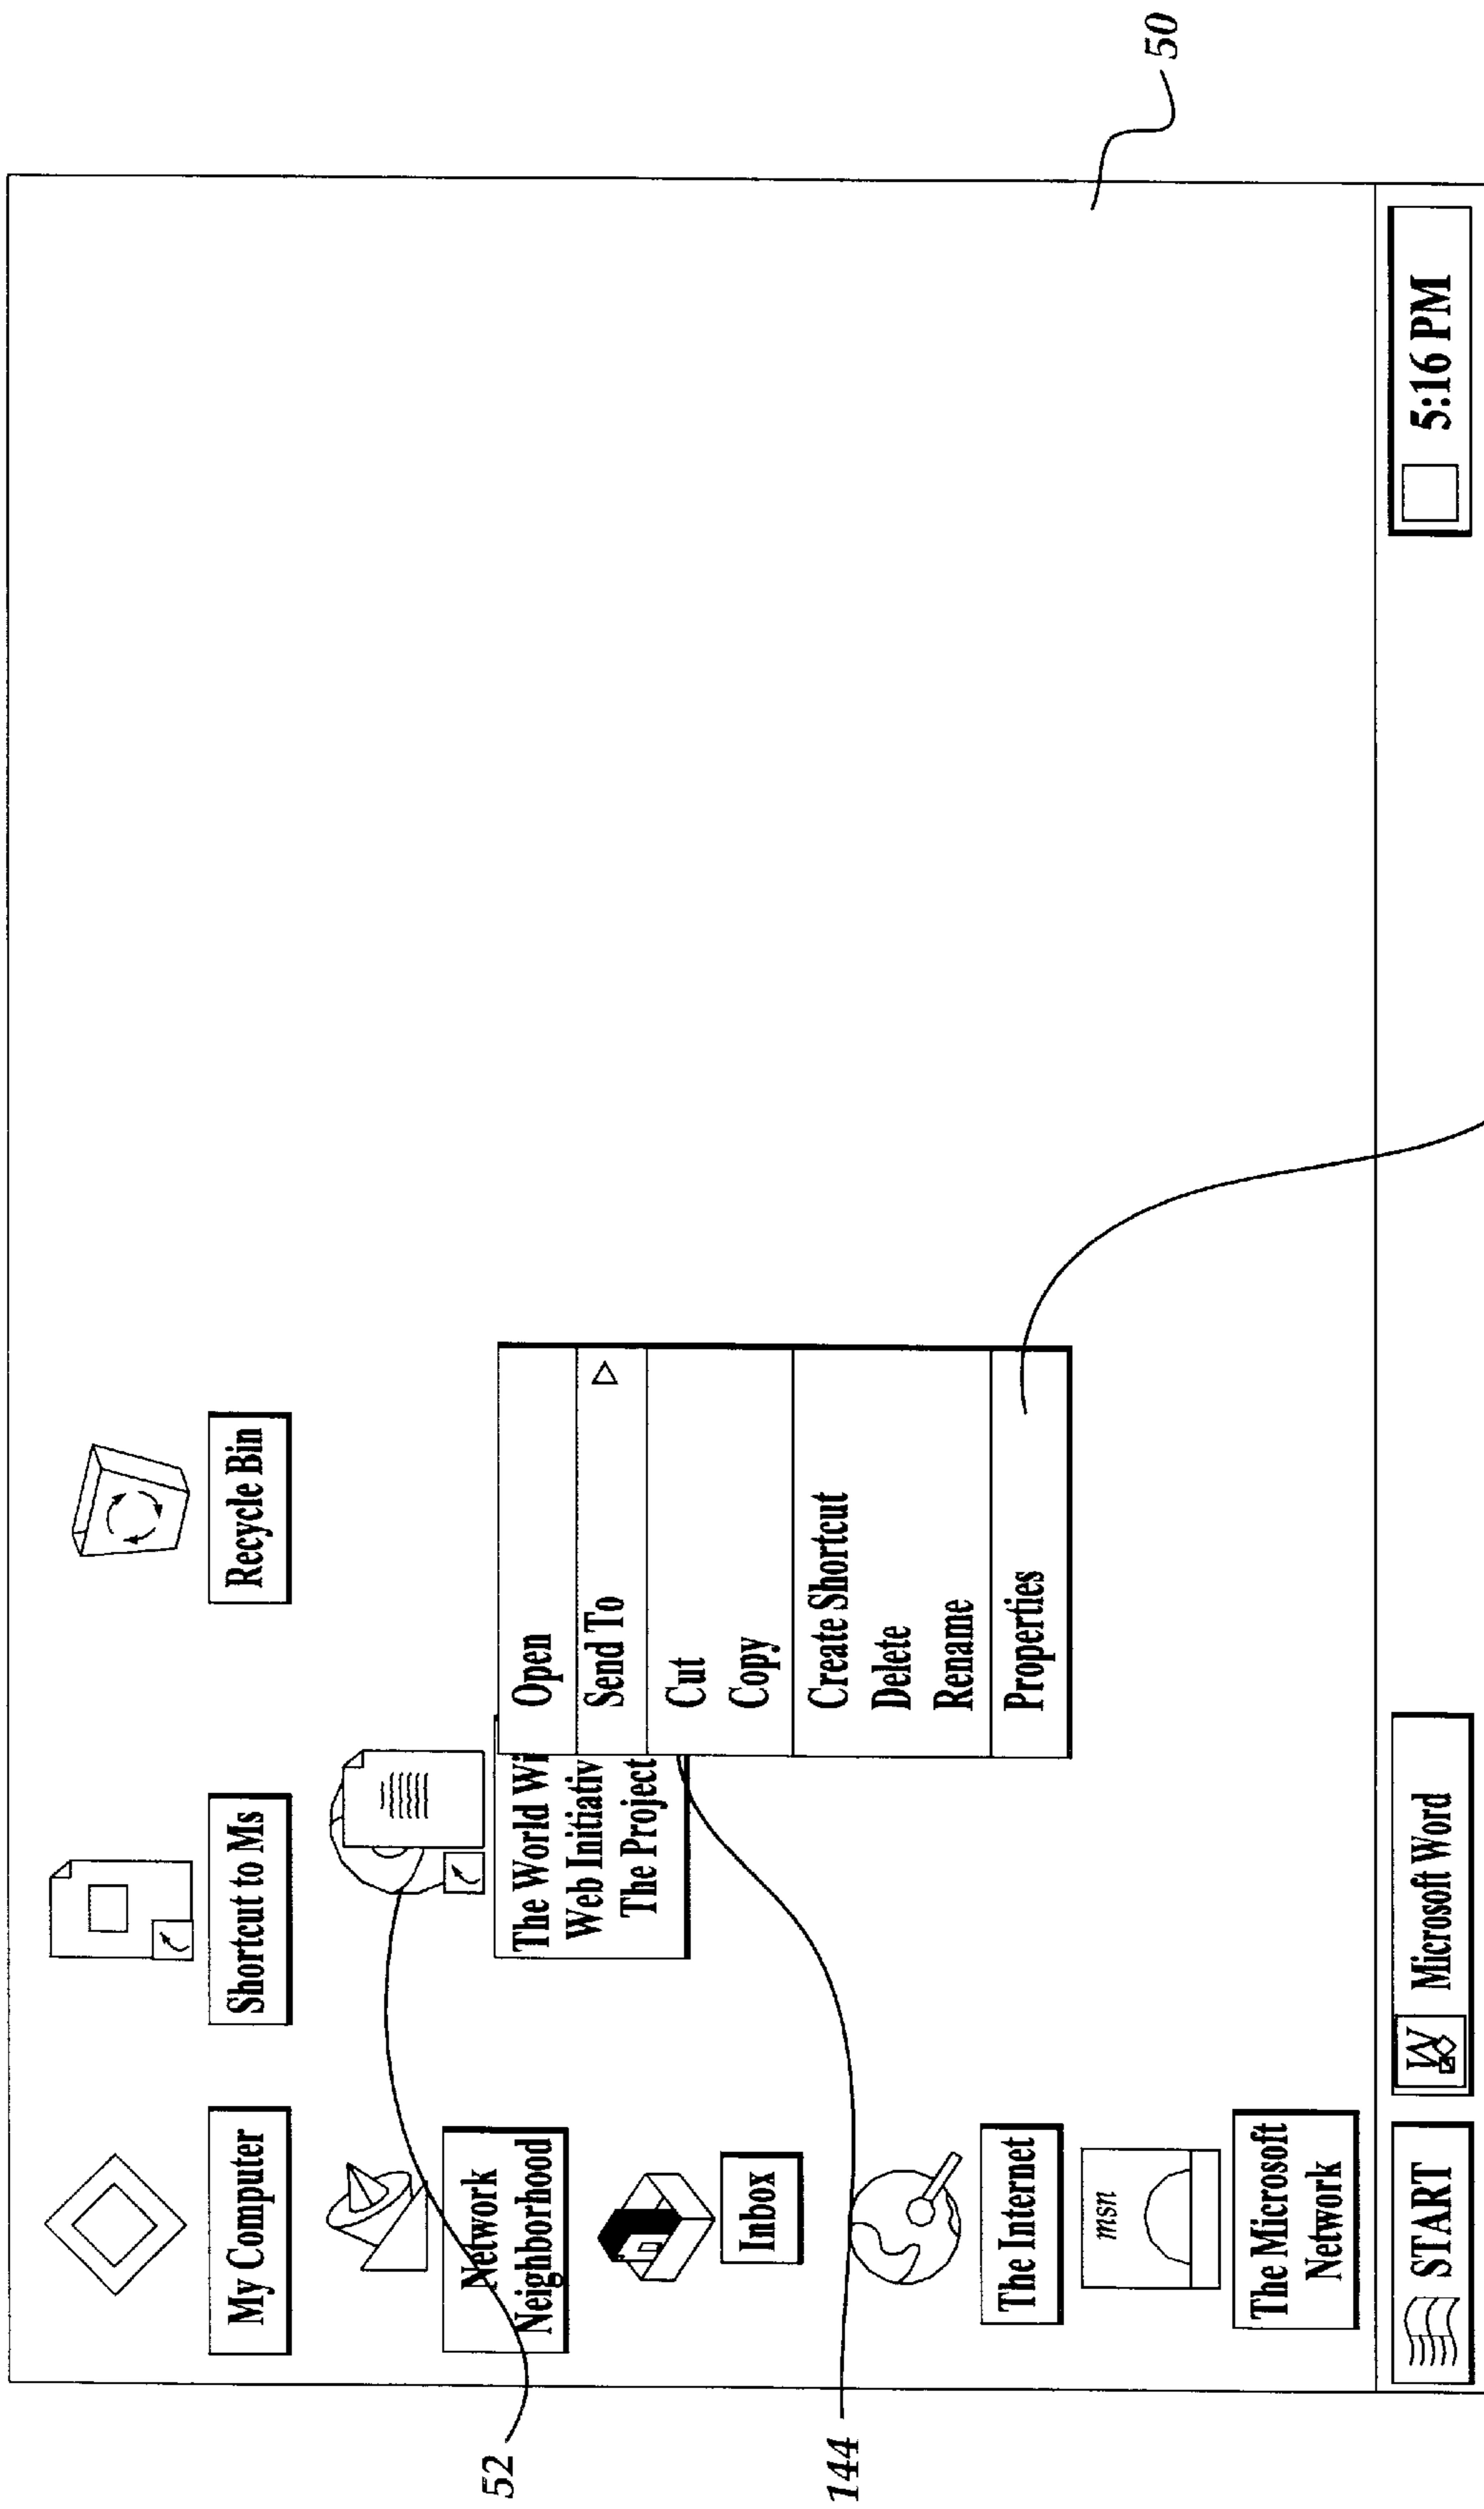 My Computer
Shortcut to Ms
Recycle Bin
52
Network
Neighborhood
The World Wi
Web Initiativ
The Project
Open
Send To
Cut
Copy
Create Shortcut
Delete
Rename
Properties
144
Inbox
The Internet
msn
The Microsoft
Network
START
W
Microsoft Word
5:16 PM
50